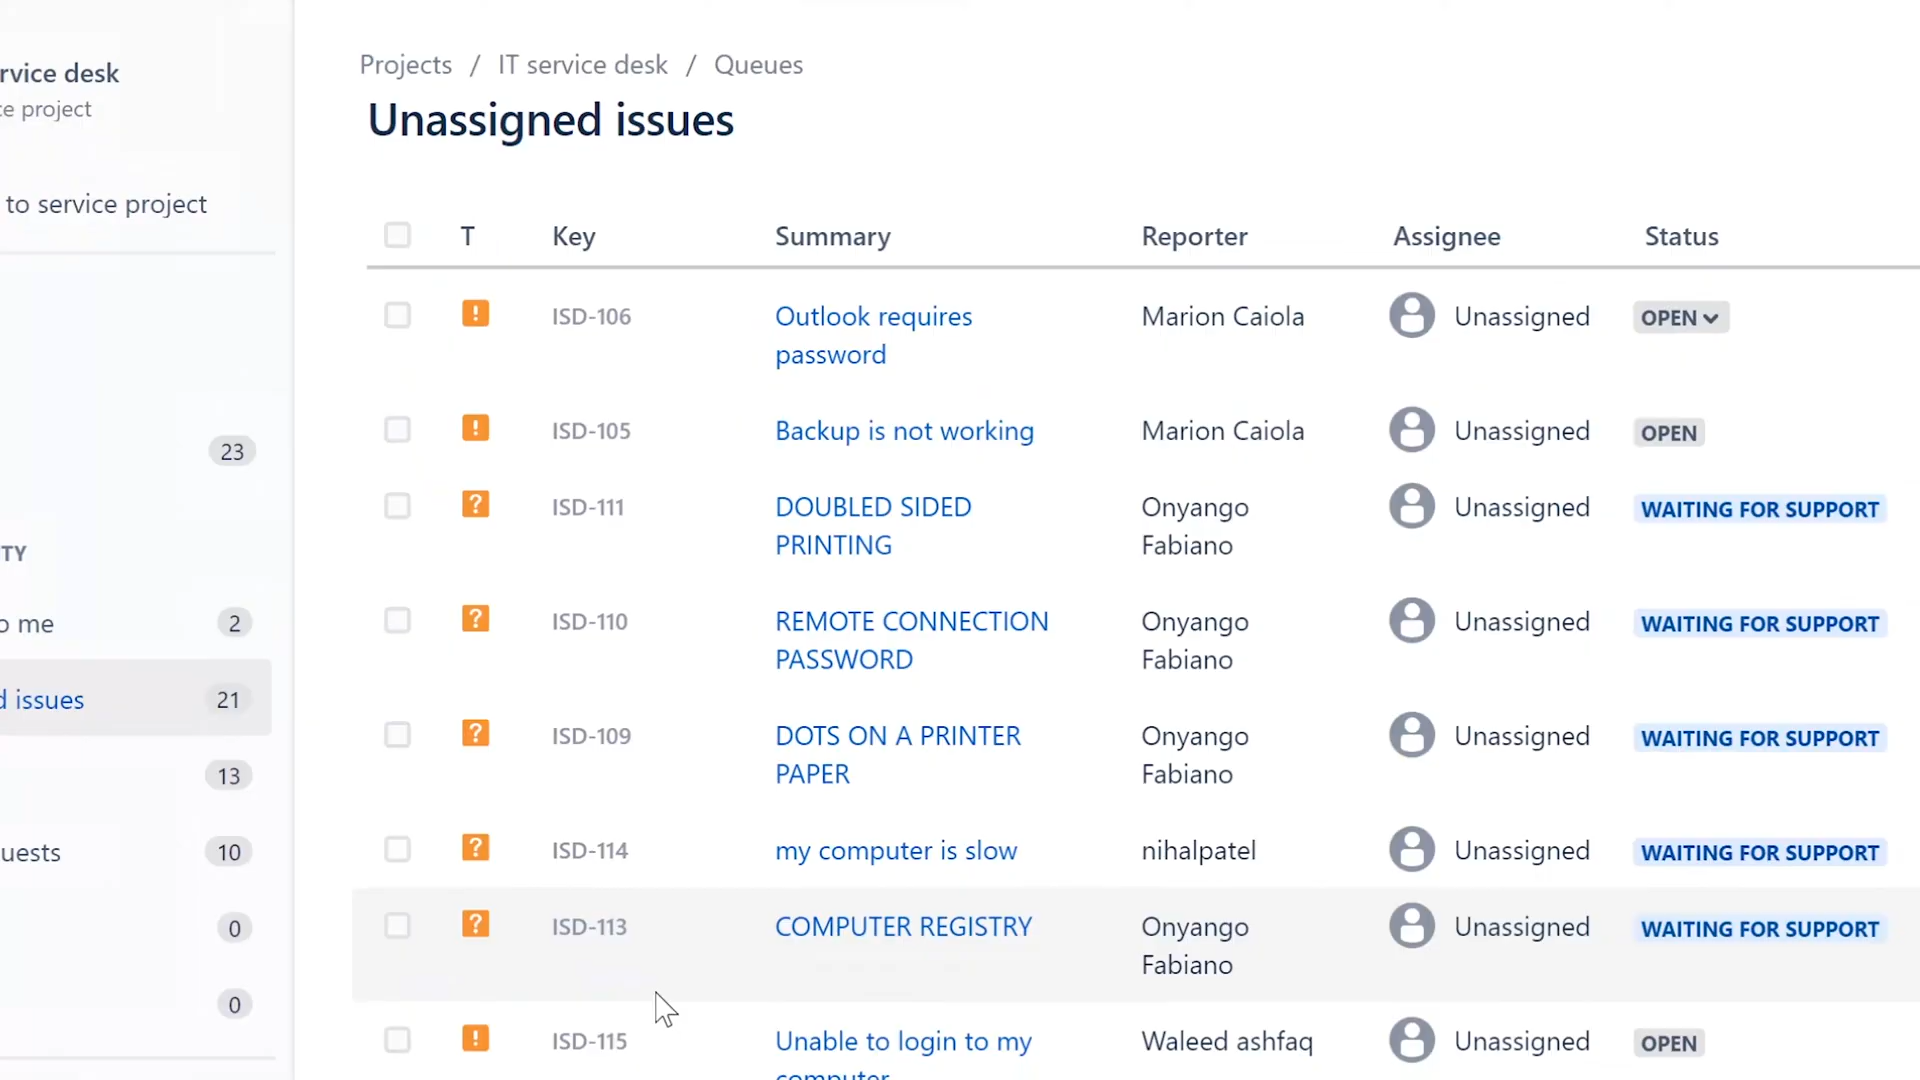 rvice desk
ce project
to service project
23
TY
o me 2
d issues 21
13
uests 10
0
0
Projects / IT service desk / Queues
Unassigned issues
T Key Summary Reporter Assignee Status
! ISD-106 Outlook requires Marion Caiola Unassigned OPEN
password
! ISD-105 Backup is not working Marion Caiola Unassigned OPEN
? ISD-111 DOUBLED SIDED Onyango Unassigned WAITING FOR SUPPORT
PRINTING Fabiano
? ISD-110 REMOTE CONNECTION Onyango Unassigned WAITING FOR SUPPORT
PASSWORD Fabiano
? ISD-109 DOTS ON A PRINTER Onyango Unassigned WAITING FOR SUPPORT
PAPER Fabiano
? ISD-114 my computer is slow nihalpatel Unassigned WAITING FOR SUPPORT
? ISD-113 COMPUTER REGISTRY Onyango Unassigned WAITING FOR SUPPORT
Fabiano
! ISD-115 Unable to login to my Waleed ashfaq Unassigned OPEN
computer